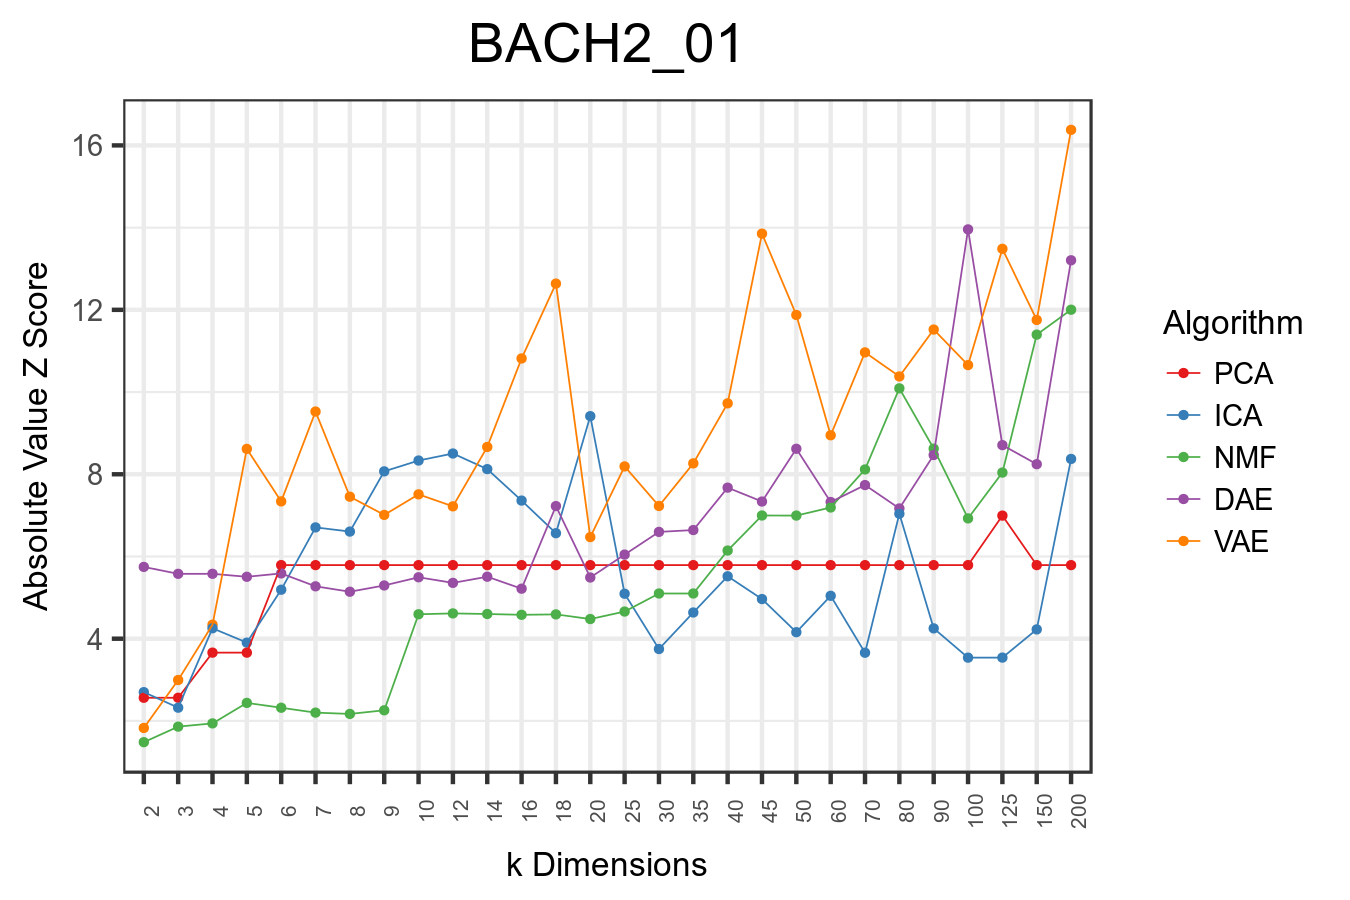 BACH2_01
Absolute Value Z Score
16
12
8
4
2 3 4 5 6 7 8 9 10 12 14 16 18 20 25 30 35 40 45 50 60 70 80 90 100 125 150 200
k Dimensions
Algorithm
PCA
ICA
NMF
DAE
VAE